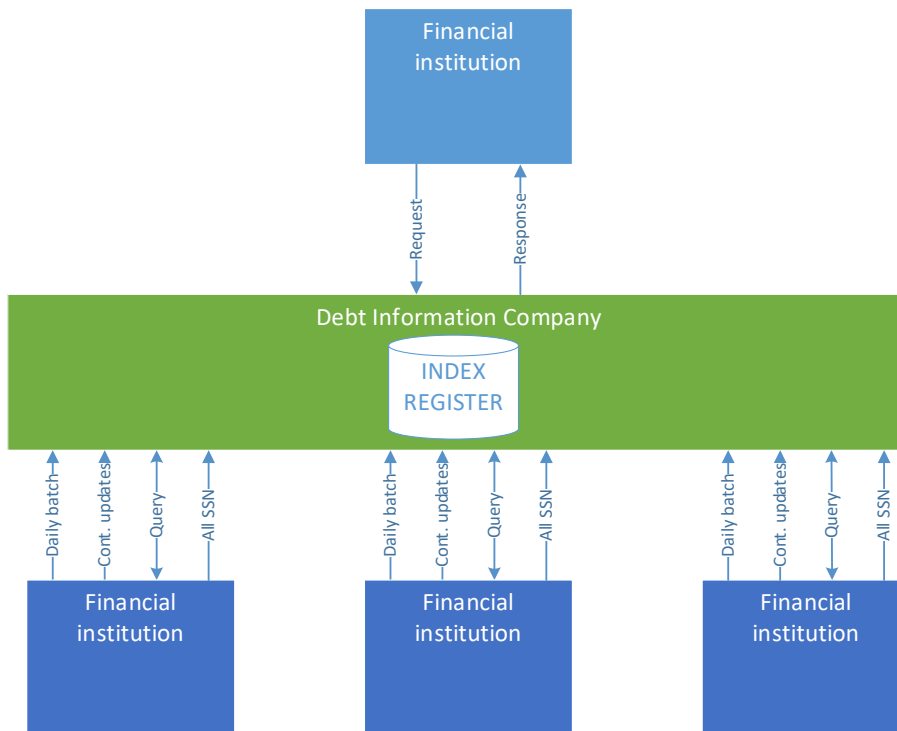 Financial
institution
Request
Response
Debt Information Company
INDEX
REGISTER
Daily batch
Cont. updates
Query
All SSN
Daily batch
Cont. updates
Query
All SSN
Daily batch
Cont. updates
Query
All SSN
Financial
institution
Financial
institution
Financial
institution